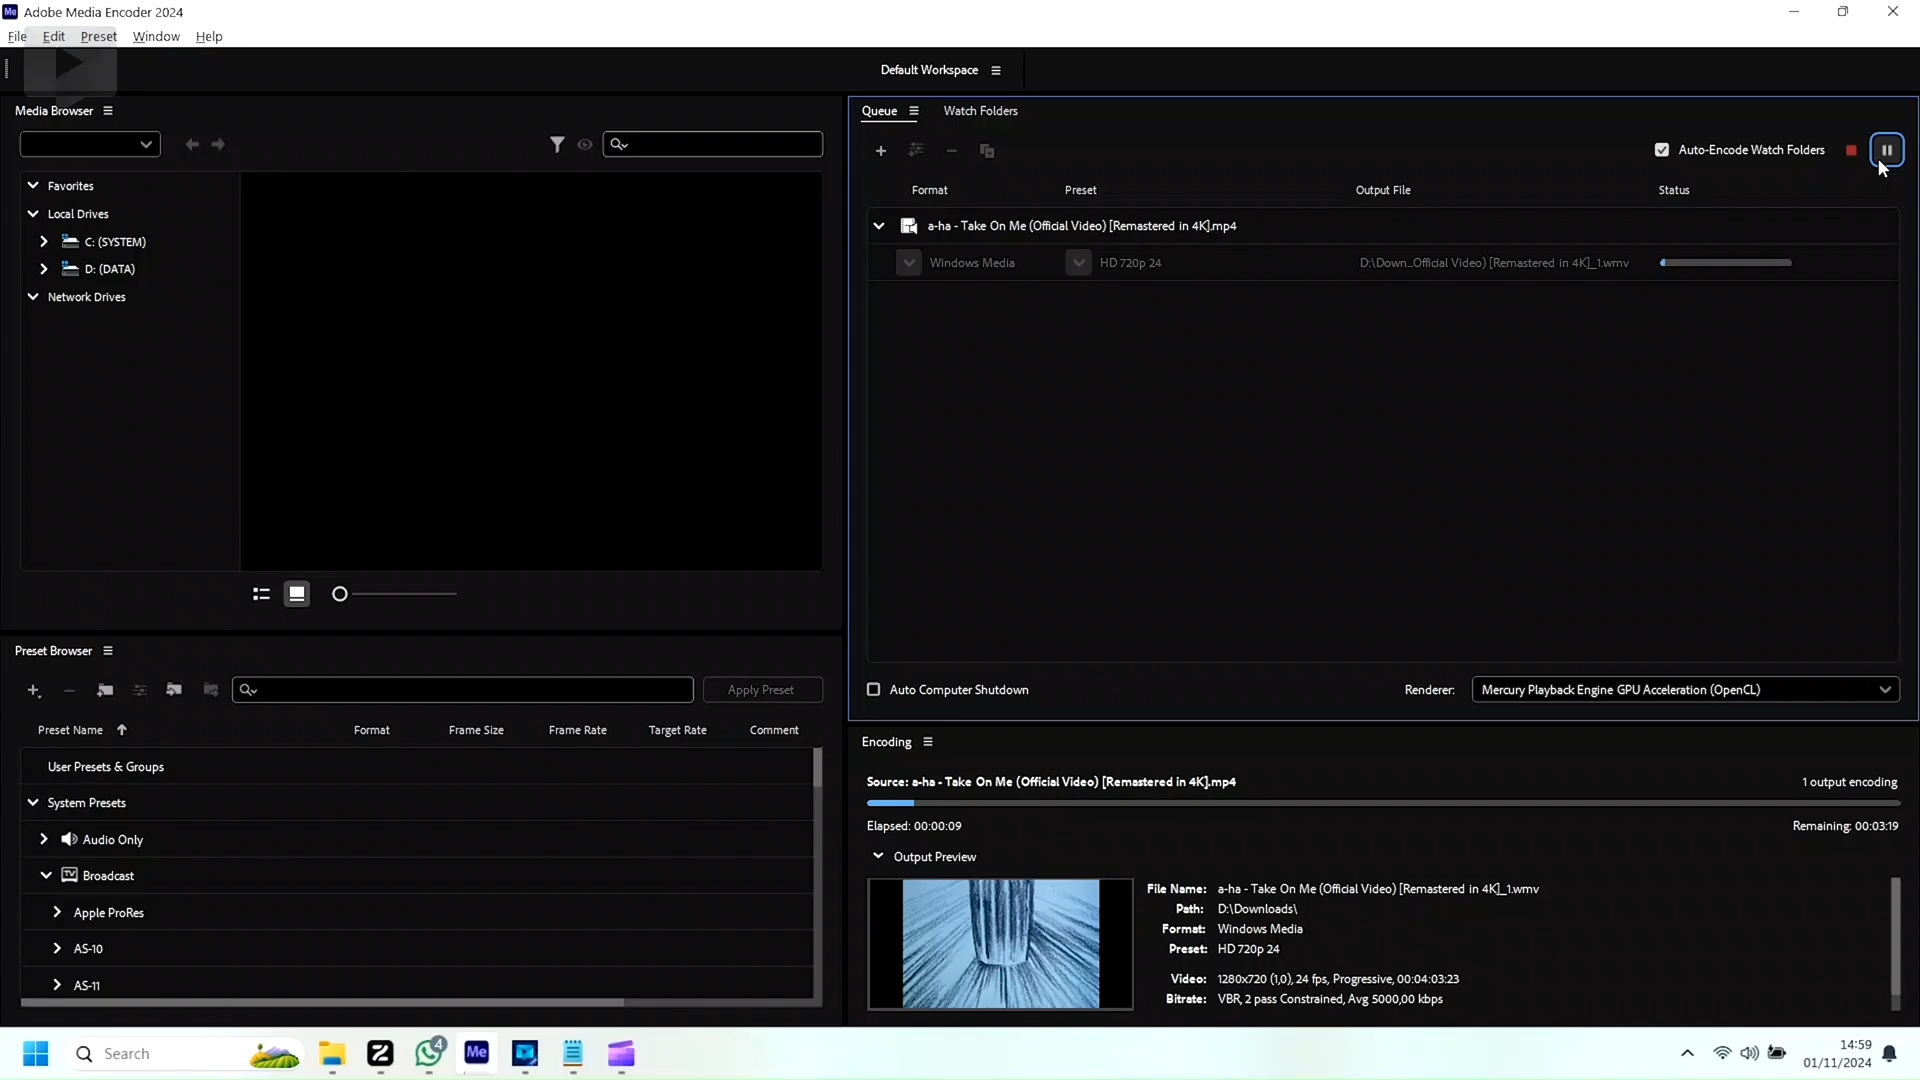 Me Adobe Media Encoder 2024
File Edit Preset Window Help
Default Workspace
Media Browser
Favorites
Local Drives
C: (SYSTEM)
D: (DATA)
Network Drives
Queue Watch Folders
Auto-Encode Watch Folders
Format Preset Output File Status
a-ha - Take On Me (Official Video) [Remastered in 4K].mp4
Windows Media HD 720p 24 D:\Down...Official Video) [Remastered in 4K]_1.wmv
Auto Computer Shutdown Renderer: Mercury Playback Engine GPU Acceleration (OpenCL)
Preset Browser
Apply Preset
Preset Name Format Frame Size Frame Rate Target Rate Comment
User Presets & Groups
System Presets
Audio Only
TV Broadcast
Apple ProRes
AS-10
AS-11
Encoding
Source: a-ha - Take On Me (Official Video) [Remastered in 4K].mp4 1 output encoding
Elapsed: 00:00:09 Remaining: 00:03:19
Output Preview
File Name: a-ha - Take On Me (Official Video) [Remastered in 4K]_1.wmv
Path: D:\Downloads\
Format: Windows Media
Preset: HD 720p 24
Video: 1280x720 (1,0), 24 fps, Progressive, 00:04:03:23
Bitrate: VBR, 2 pass Constrained, Avg 5000,00 kbps
Search 4 Me 14:59
01/11/2024